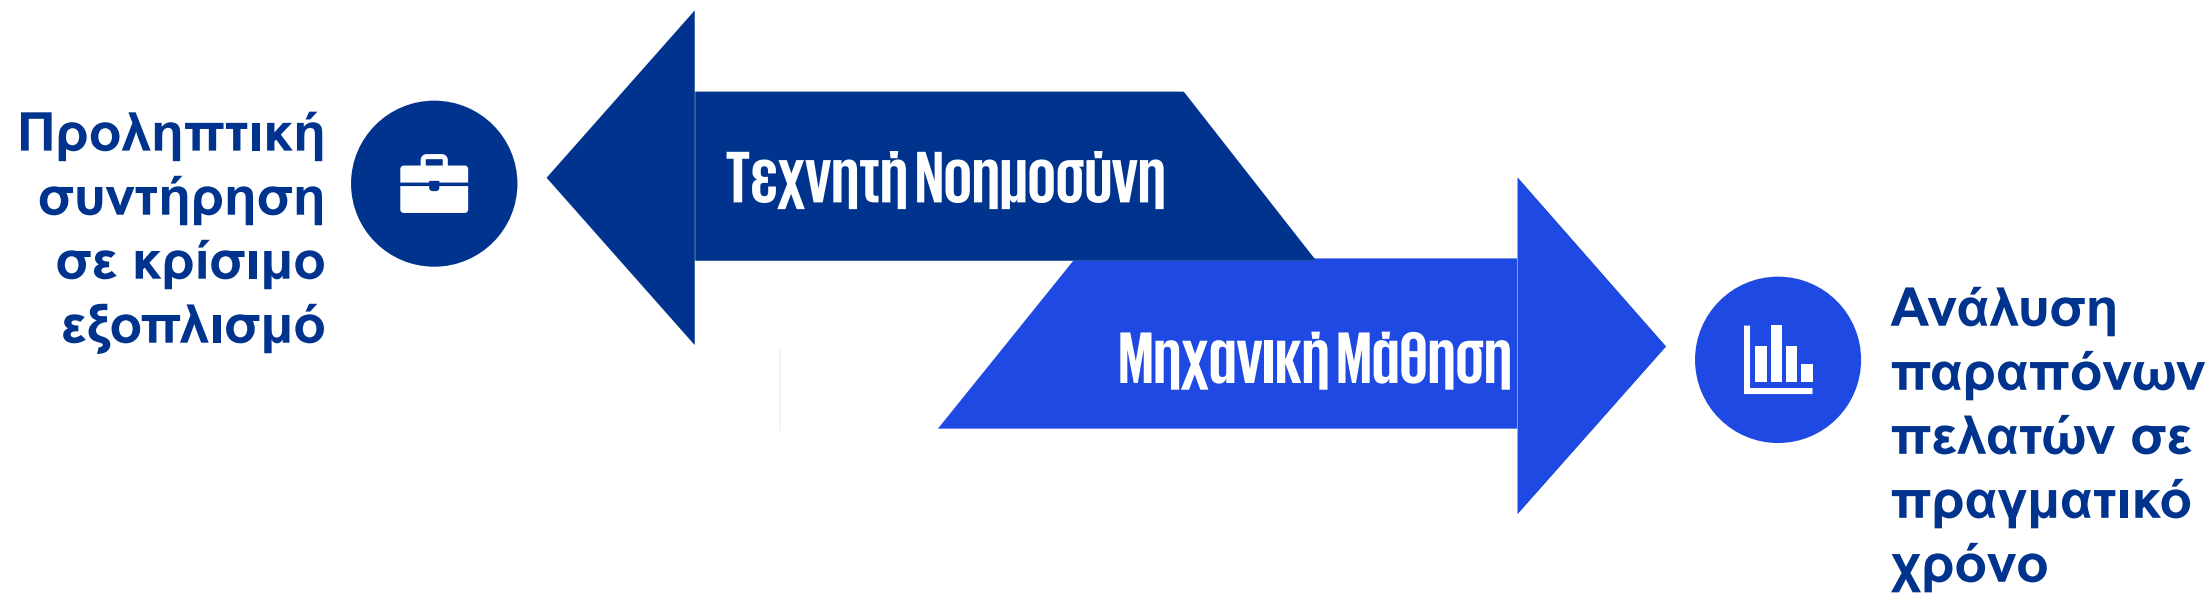 Προληπτική
συντήρηση
σε κρίσιμο
εξοπλισμό
Τεχνητή Νοημοσύνη
Μηχανική Μάθηση
Ανάλυση
παραπόνων
πελατών σε
πραγματικό
χρόνο